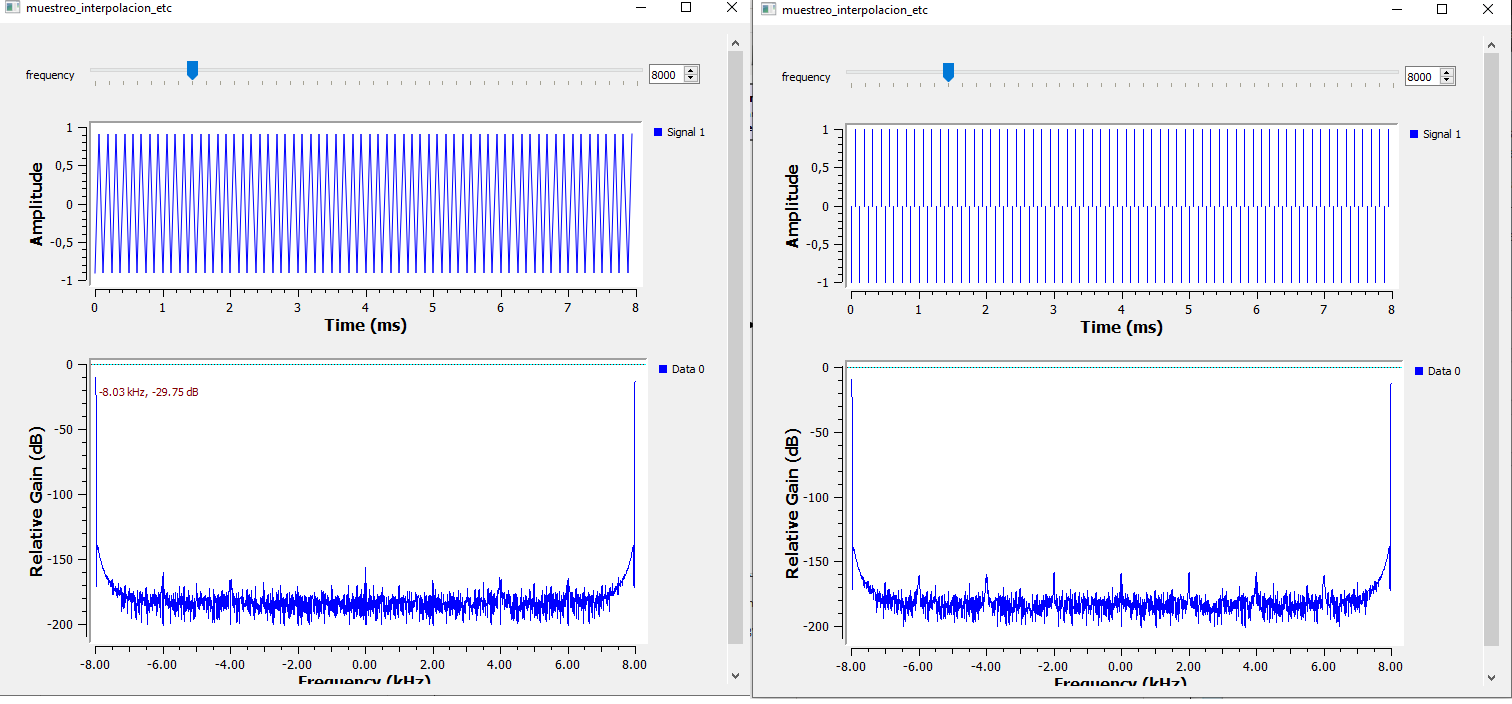 muestreo_interpolacion_etc
frequency
8000
1
0,5
0
-0,5
-1
Amplitude
Signal 1
0 1 2 3 4 5 6 7 8
Time (ms)
0
-50
-100
-150
-200
Relative Gain (dB)
-8.03 kHz, -29.75 dB
Data 0
-8.00 -6.00 -4.00 -2.00 0.00 2.00 4.00 6.00 8.00
Frequency (kHz)
muestreo_interpolacion_etc
frequency
8000
1
0,5
0
-0,5
-1
Amplitude
Signal 1
0 1 2 3 4 5 6 7 8
Time (ms)
0
-50
-100
-150
-200
Relative Gain (dB)
Data 0
-8.00 -6.00 -4.00 -2.00 0.00 2.00 4.00 6.00 8.00
Frequency (kHz)